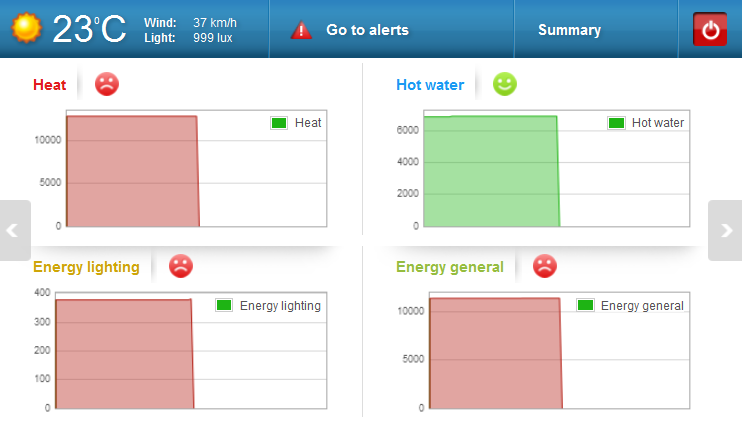 23°C
Wind: 37 km/h
Light: 999 lux
Go to alerts
Summary
Heat
Hot water
10000
5000
0
Heat
6000
4000
2000
0
Hot water
Energy lighting
Energy general
400
300
200
100
0
Energy lighting
10000
5000
0
Energy general